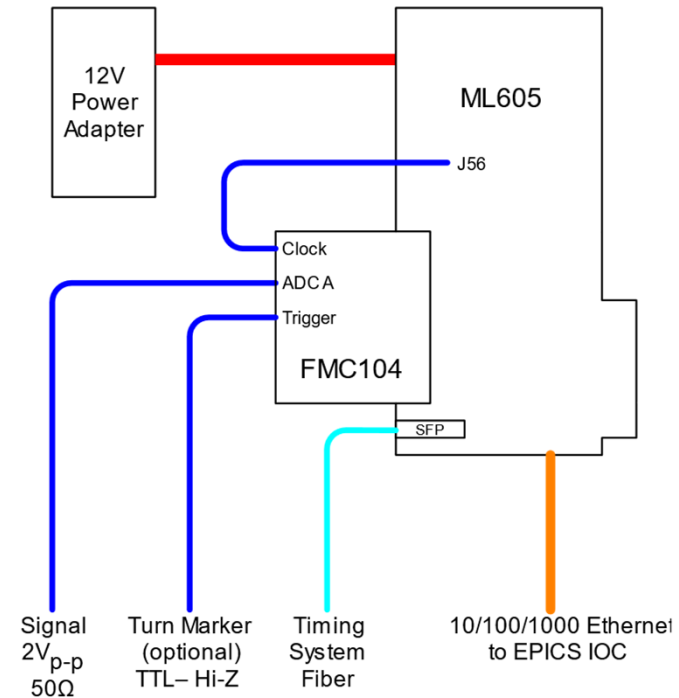 12V
Power
Adapter
ML605
J56
Clock
ADC A
Trigger
FMC104
SFP
Signal
2Vp-p
50Ω
Turn Marker
(optional)
TTL– Hi-Z
Timing
System
Fiber
10/100/1000 Ethernet
to EPICS IOC